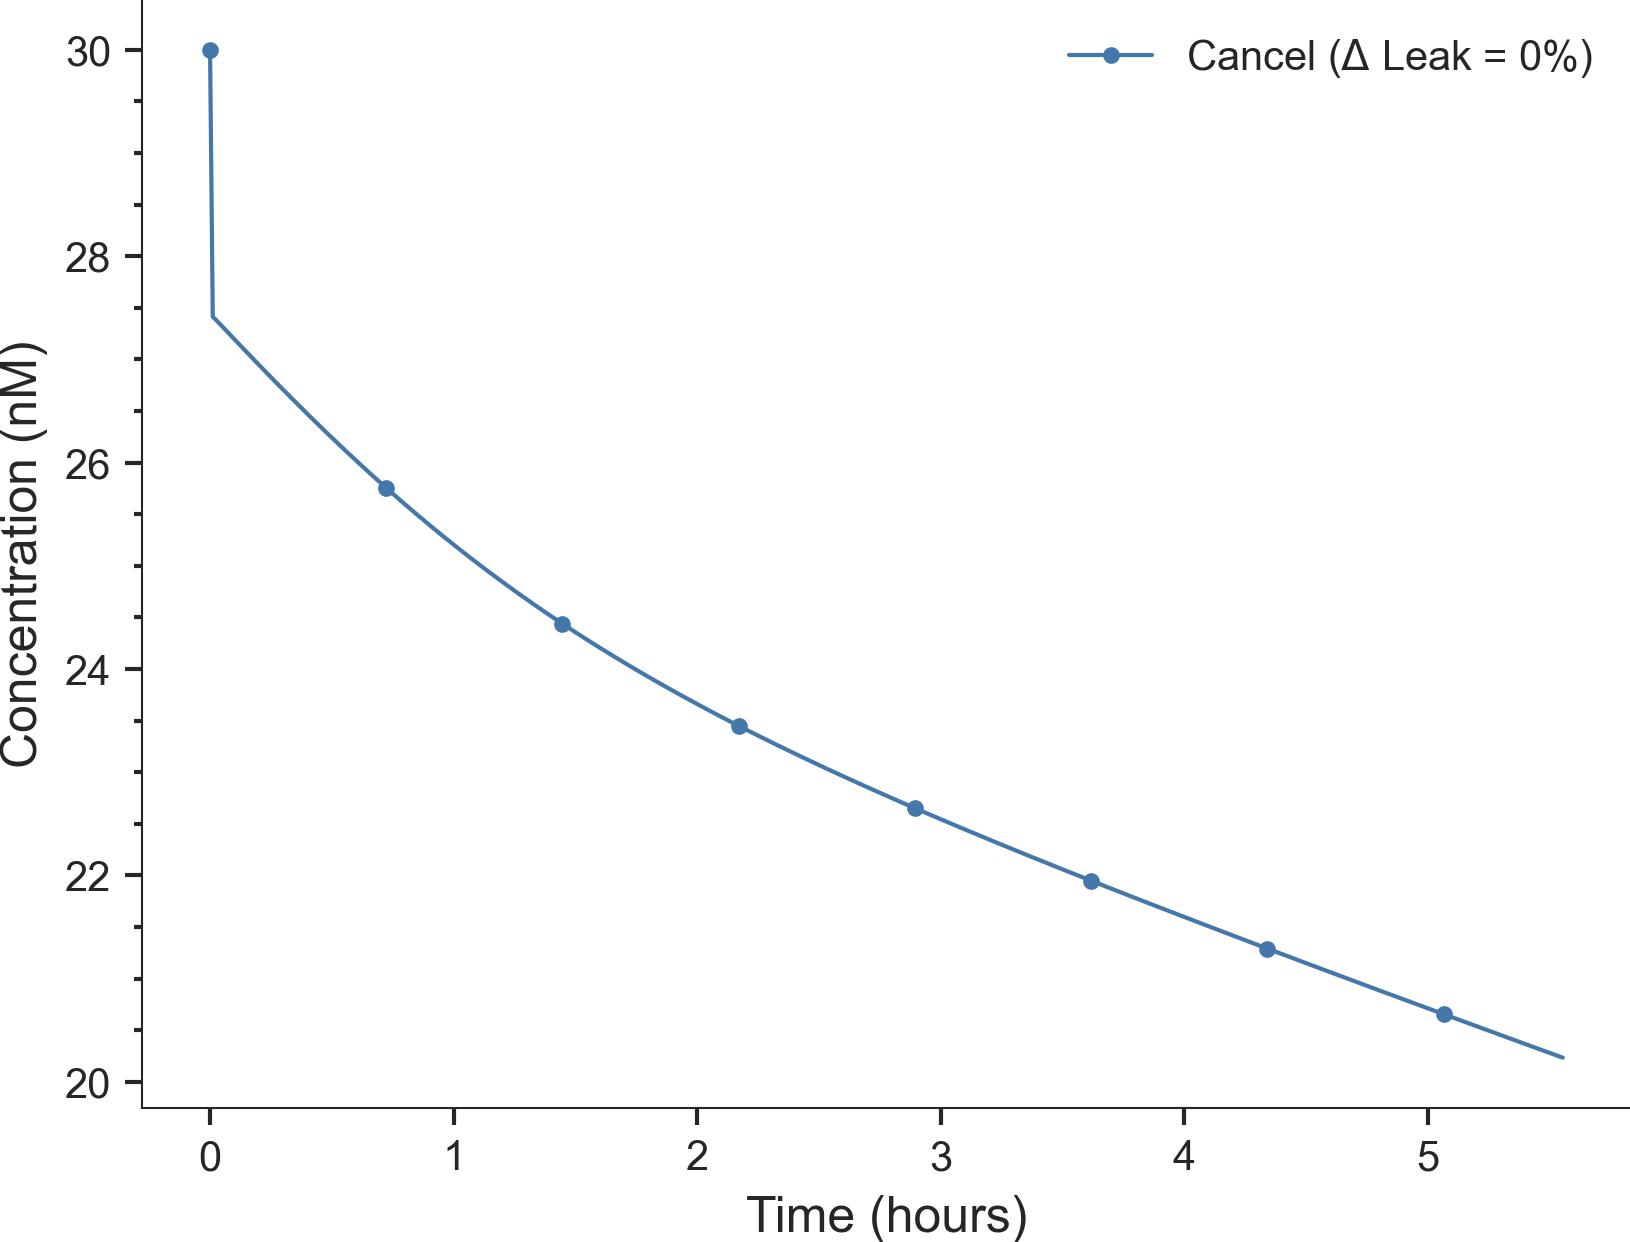 Cancel (Δ Leak = 0%)
Concentration (nM)
30
28
26
24
22
20
0 1 2 3 4 5
Time (hours)